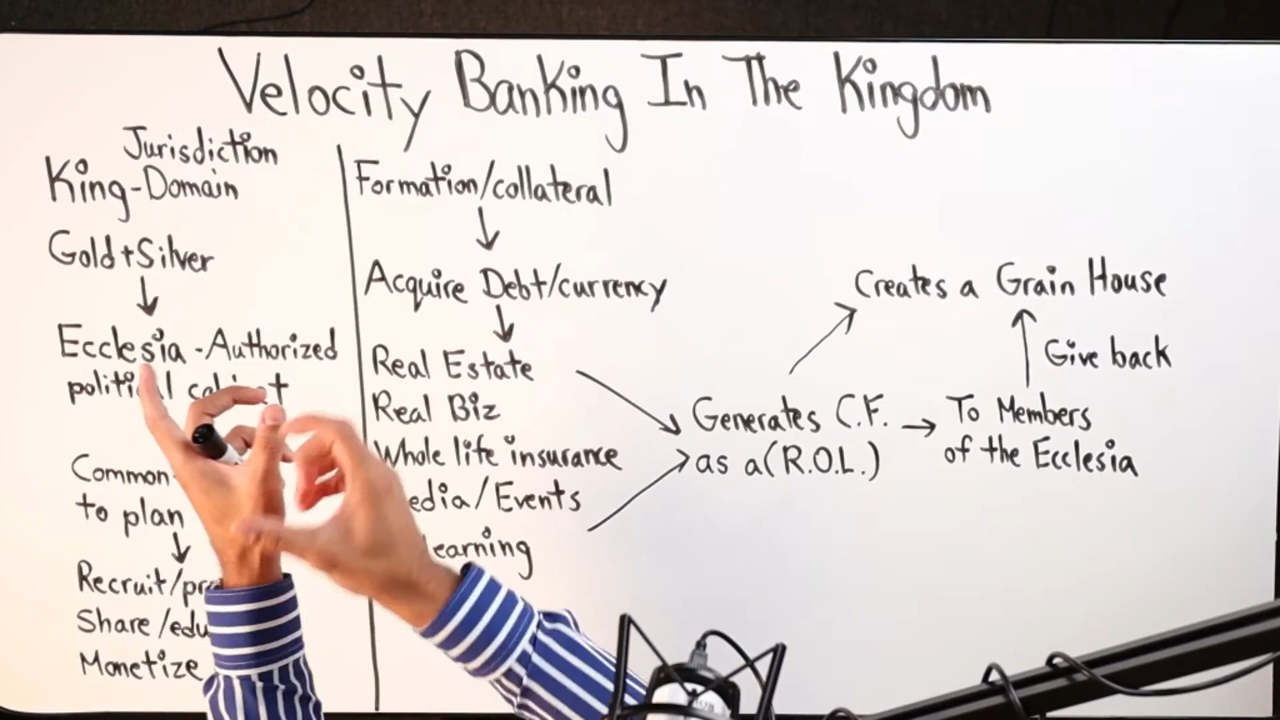 Velocity Banking In The Kingdom
Jurisdiction
King-Domain
Gold+Silver
Ecclesia -Authorized
political
Common
to plan
Recruit/
Share/
Monetize
Formation/collateral
Acquire Debt/currency
Real Estate
Real Biz
Whole life insurance
/Events
Generates C.F.
as a (R.O.L.)
To Members
of the Ecclesia
Give back
Creates a Grain House